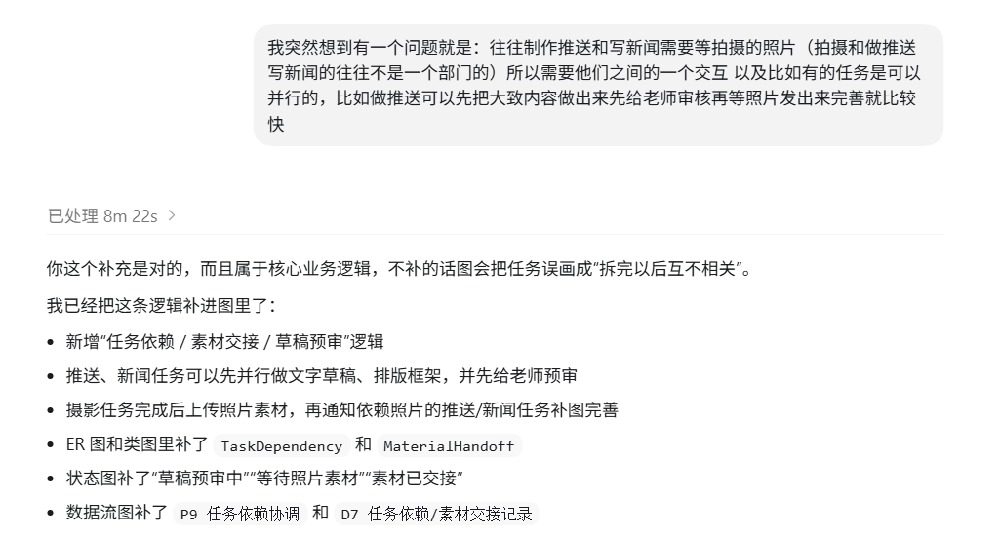 我突然想到有一个问题就是：往往制作推送和写新闻需要等拍摄的照片（拍摄和做推送
写新闻的往往不是一个部门的）所以需要他们之间的一个交互 以及比如有的任务是可以
并行的，比如做推送可以先把大致内容做出来先给老师审核再等照片发出来完善就比较
快
已处理 8m 22s >
你这个补充是对的，而且属于核心业务逻辑，不补的话图会把任务误画成“拆完以后互不相关”。
我已经把这条逻辑补进图里了：
• 新增“任务依赖 / 素材交接 / 草稿预审”逻辑
• 推送、新闻任务可以先并行做文字草稿、排版框架，并先给老师预审
• 摄影任务完成后上传照片素材，再通知依赖照片的推送/新闻任务补图完善
• ER 图和类图里补了 TaskDependency 和 MaterialHandoff
• 状态图补了“草稿预审中”“等待照片素材”“素材已交接”
• 数据流图补了 P9 任务依赖协调 和 D7 任务依赖/素材交接记录